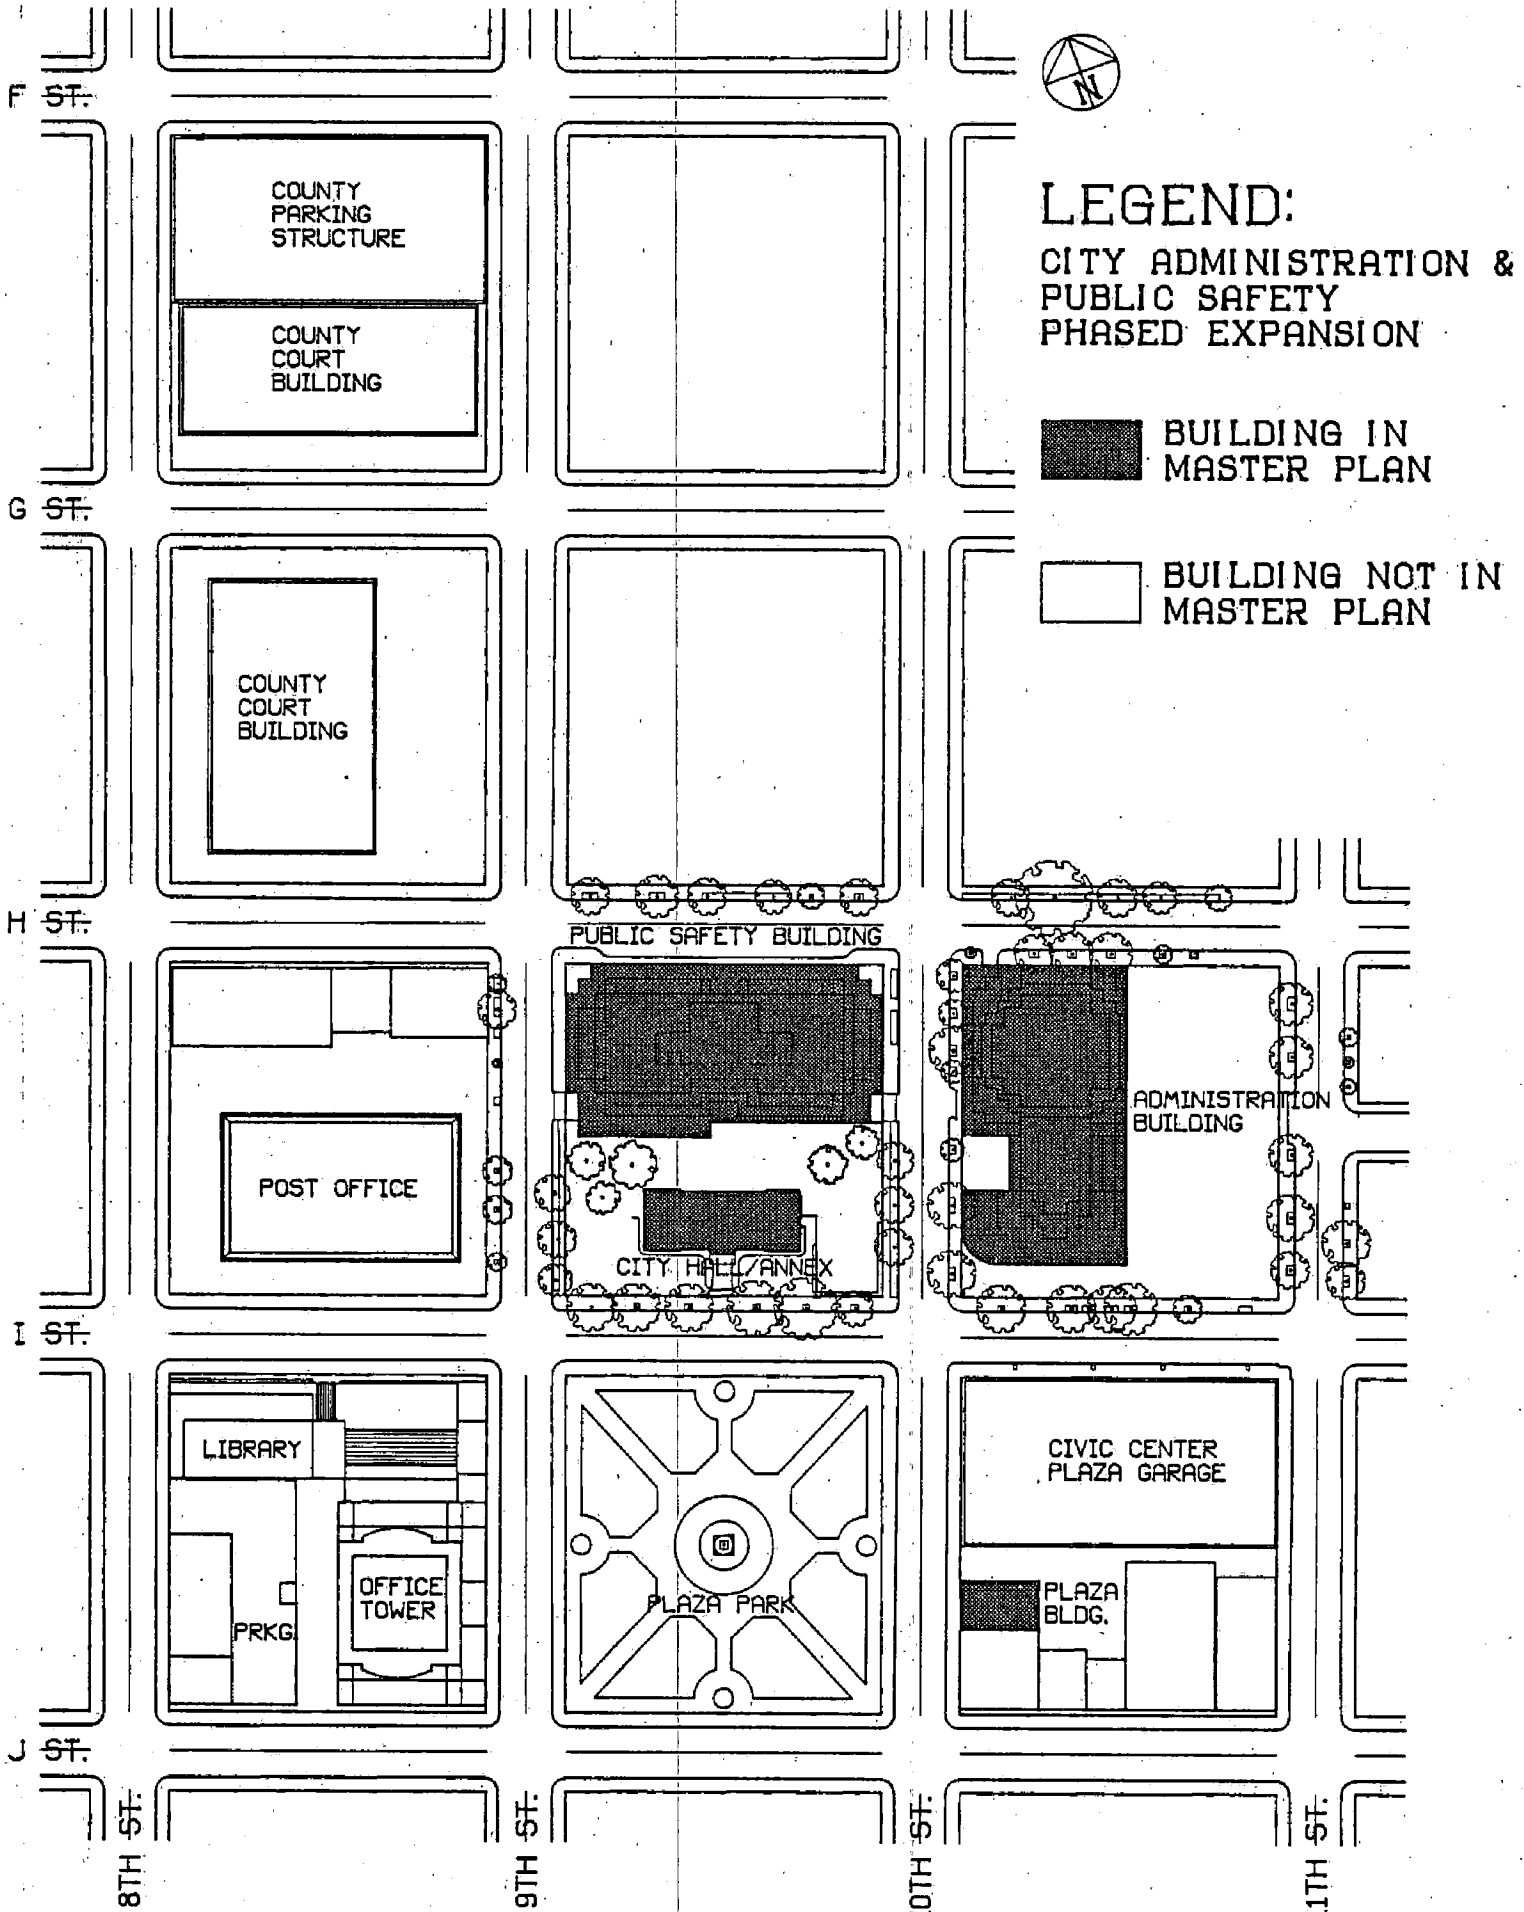 N
F ST.
LEGEND:
CITY ADMINISTRATION &
PUBLIC SAFETY
PHASED EXPANSION
BUILDING IN
MASTER PLAN
BUILDING NOT IN
MASTER PLAN
COUNTY
PARKING
STRUCTURE
COUNTY
COURT
BUILDING
G ST.
COUNTY
COURT
BUILDING
H ST.
PUBLIC SAFETY BUILDING
ADMINISTRATION
BUILDING
POST OFFICE
CITY HALL/ANNEX
I ST.
LIBRARY
CIVIC CENTER
PLAZA GARAGE
OFFICE
TOWER
PRKG.
PLAZA PARK
PLAZA
BLDG.
J ST.
8TH ST.
9TH ST.
0TH ST.
1TH ST.